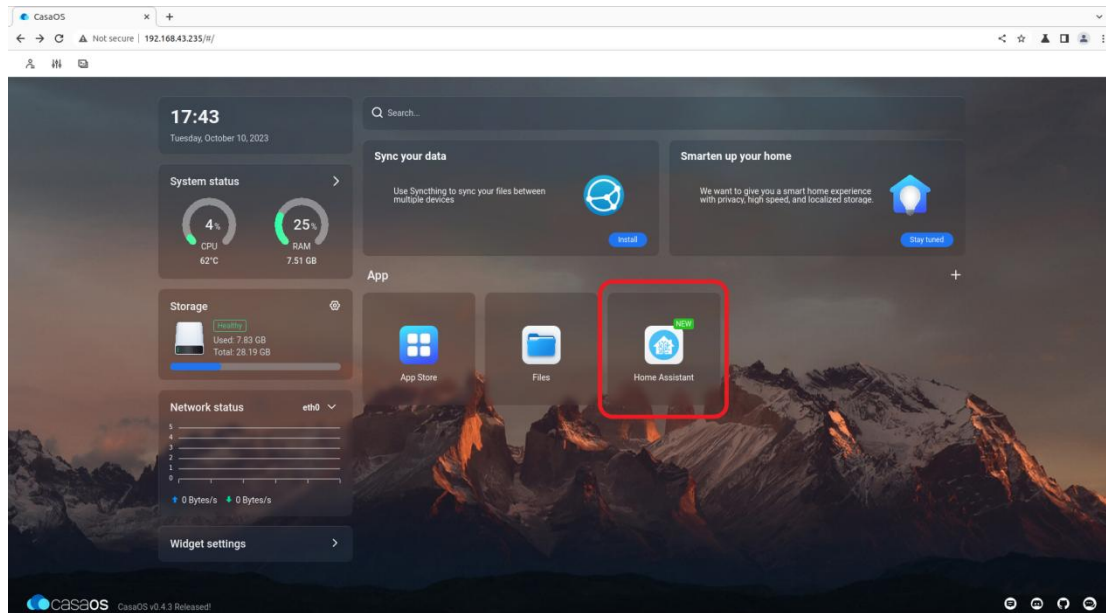 CasaOS
Not secure | 192.168.43.235/#/
17:43
Tuesday, October 10, 2023
Search...
System status
4%
CPU
62°C
25%
RAM
7.51 GB
Storage
Healthy
Used: 7.83 GB
Total: 28.19 GB
Network status
eth0
5
4
3
2
1
0
0 Bytes/s
0 Bytes/s
Widget settings
Sync your data
Use Syncthing to sync your files between
multiple devices
Install
Smarten up your home
We want to give you a smart home experience
with privacy, high speed, and localized storage.
Stay tuned
App
App Store
Files
NEW
Home Assistant
casaos
CasaOS v0.4.3 Released!